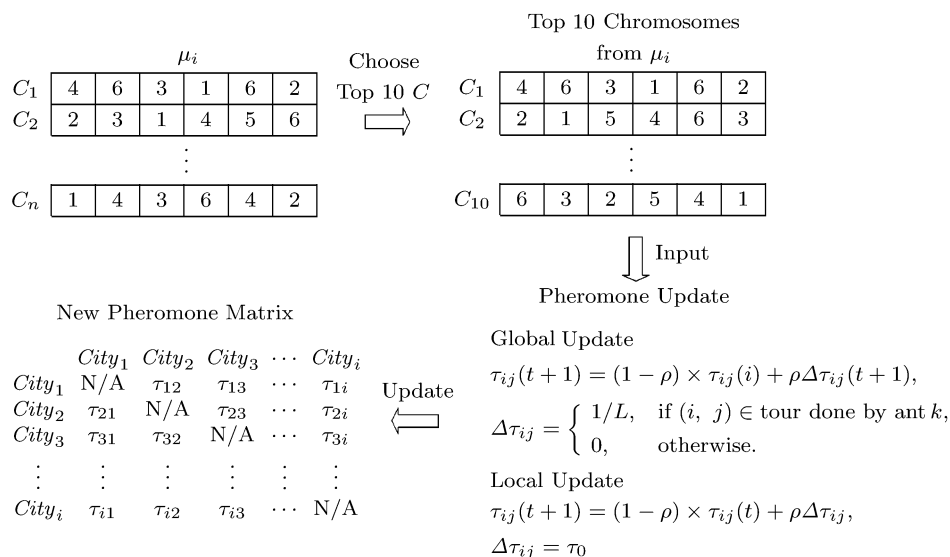 μi
C1 4 6 3 1 6 2
C2 2 3 1 4 5 6
⋮
Cn 1 4 3 6 4 2
Choose
Top 10 C
Top 10 Chromosomes
from μi
C1 4 6 3 1 6 2
C2 2 1 5 4 6 3
⋮
C10 6 3 2 5 4 1
Input
Pheromone Update
Global Update
τij(t + 1) = (1 − ρ) × τij(i) + ρΔτij(t + 1),
Δτij = { 1/L, if (i, j) ∈ tour done by ant k,
0, otherwise.
Local Update
τij(t + 1) = (1 − ρ) × τij(t) + ρΔτij,
Δτij = τ0
Update
New Pheromone Matrix
City1 City2 City3 ⋯ Cityi
City1 N/A τ12 τ13 ⋯ τ1i
City2 τ21 N/A τ23 ⋯ τ2i
City3 τ31 τ32 N/A ⋯ τ3i
⋮ ⋮ ⋮ ⋮ ⋮ ⋮
Cityi τi1 τi2 τi3 ⋯ N/A